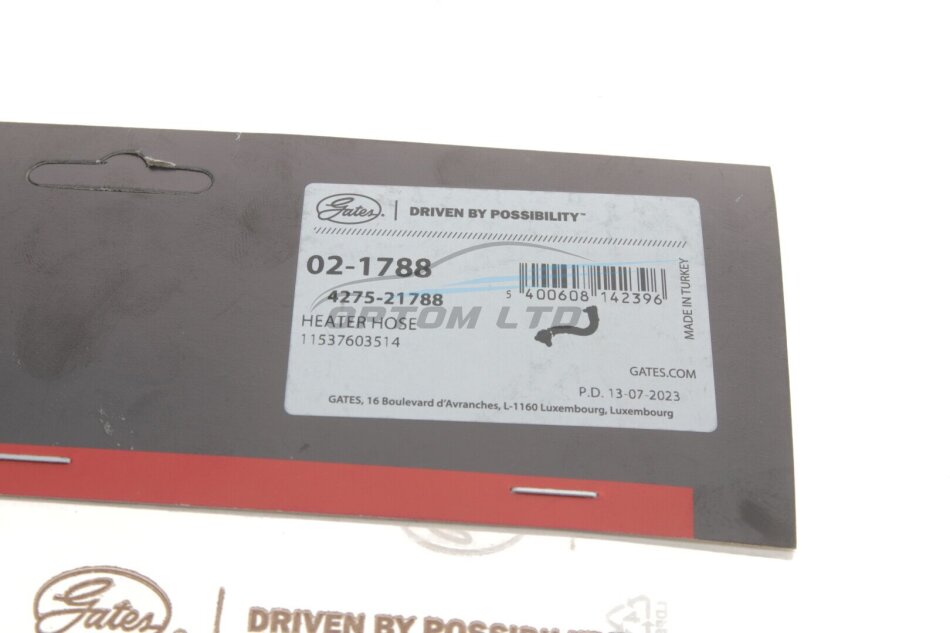 Gates. | DRIVEN BY POSSIBILITY™
02-1788
4275-21788
HEATER HOSE
11537603514
5 400608 142396
MADE IN TURKEY
OPTOM LTD
GATES.COM
P.D. 13-07-2023
GATES, 16 Boulevard d'Avranches, L-1160 Luxembourg, Luxembourg
Gates | DRIVEN BY POSSIBILITY